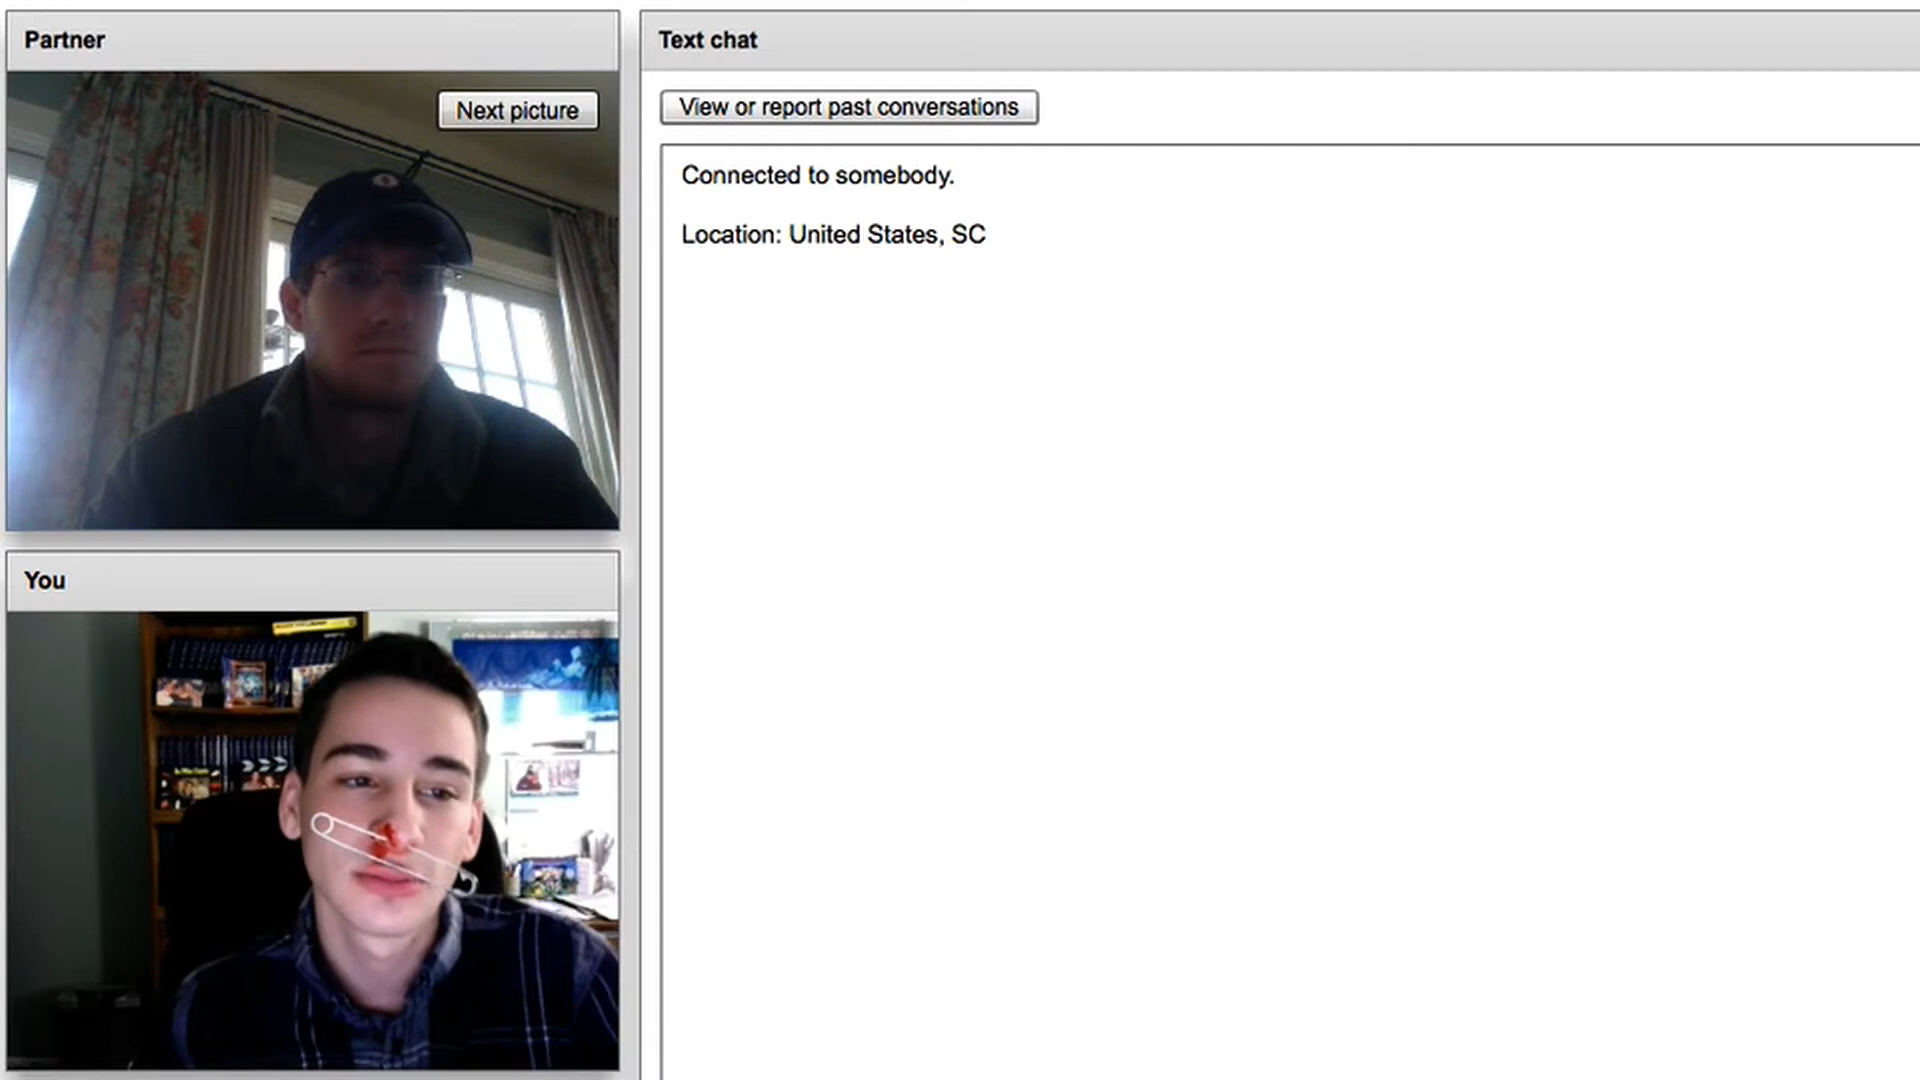 Partner
Next picture
Text chat
View or report past conversations
Connected to somebody.
Location: United States, SC
You